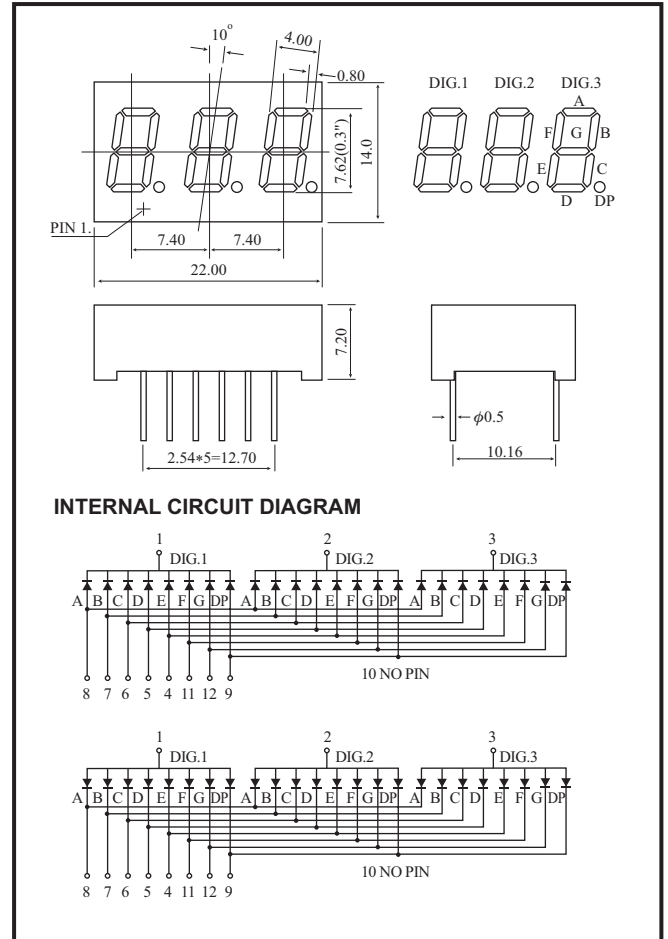 10°
4.00
0.80
DIG.1 DIG.2 DIG.3
A
F G B
E C
D DP
7.62(0.3")
14.0
PIN 1.
7.40 7.40
22.00
7.20
2.54*5=12.70
ϕ0.5
10.16
INTERNAL CIRCUIT DIAGRAM
1 2 3
DIG.1 DIG.2 DIG.3
A B C D E F G DP A B C D E F G DP A B C D E F G DP
10 NO PIN
8 7 6 5 4 11 12 9
1 2 3
DIG.1 DIG.2 DIG.3
A B C D E F G DP A B C D E F G DP A B C D E F G DP
10 NO PIN
8 7 6 5 4 11 12 9